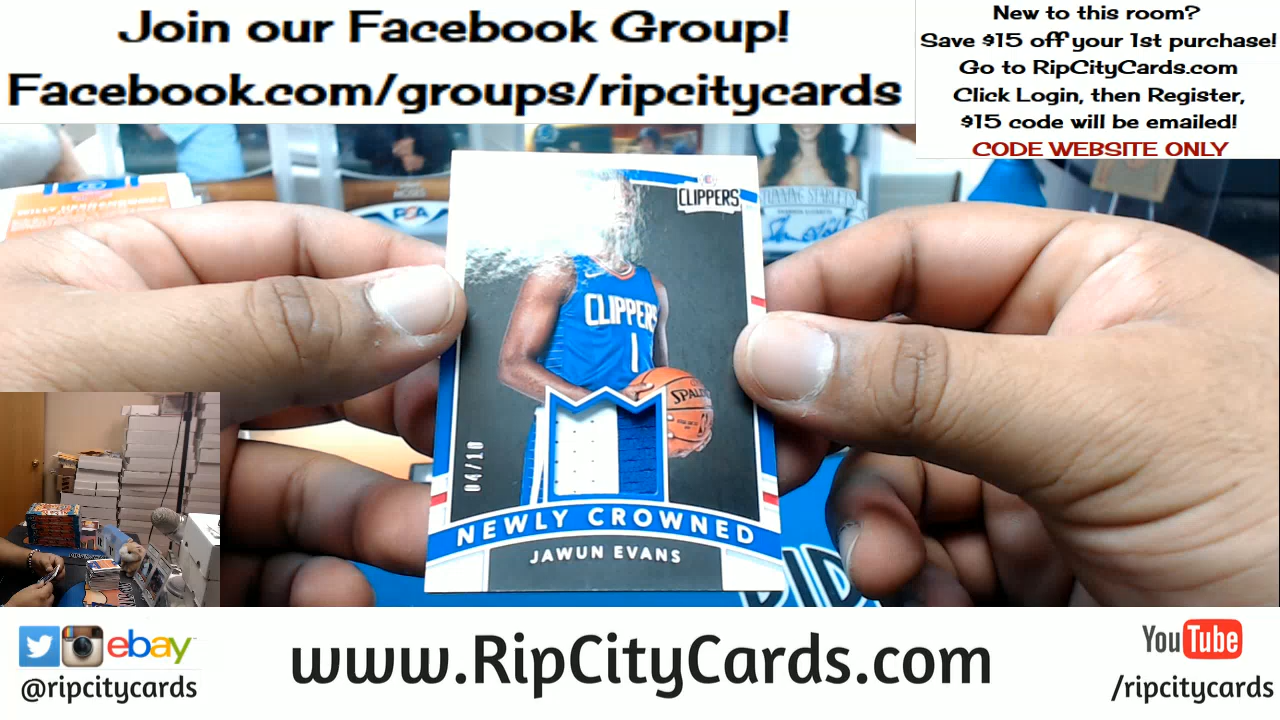 Join our Facebook Group!
Facebook.com/groups/ripcitycards
New to this room?
Save $15 off your 1st purchase!
Go to RipCityCards.com
Click Login, then Register,
$15 code will be emailed!
CODE WEBSITE ONLY
PSA
CLIPPERS
CLIPPERS
1
SPALDING
04/10
NEWLY CROWNED
JAWUN EVANS
ebay
@ripcitycards
www.RipCityCards.com
YouTube
/ripcitycards